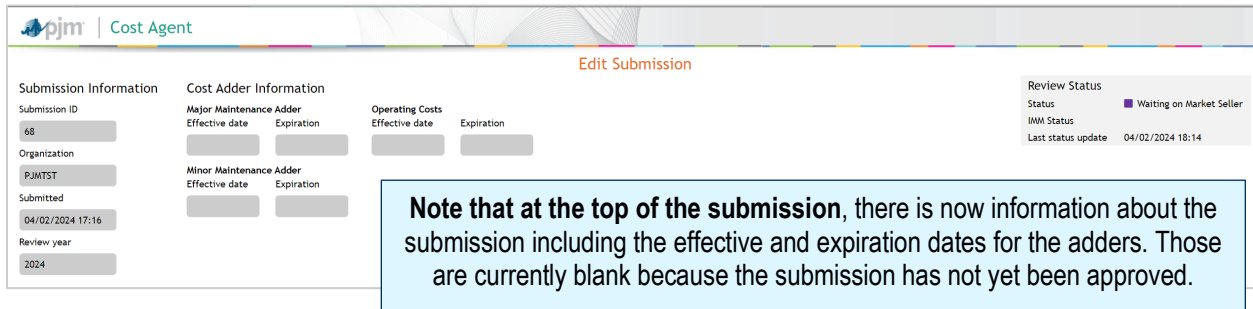 pjm | Cost Agent
Edit Submission
Submission Information
Submission ID
68
Organization
PJMTST
Submitted
04/02/2024 17:16
Review year
2024
Cost Adder Information
Major Maintenance Adder
Effective date Expiration
Minor Maintenance Adder
Effective date Expiration
Operating Costs
Effective date Expiration
Review Status
Status Waiting on Market Seller
IMM Status
Last status update 04/02/2024 18:14
Note that at the top of the submission, there is now information about the
submission including the effective and expiration dates for the adders. Those
are currently blank because the submission has not yet been approved.